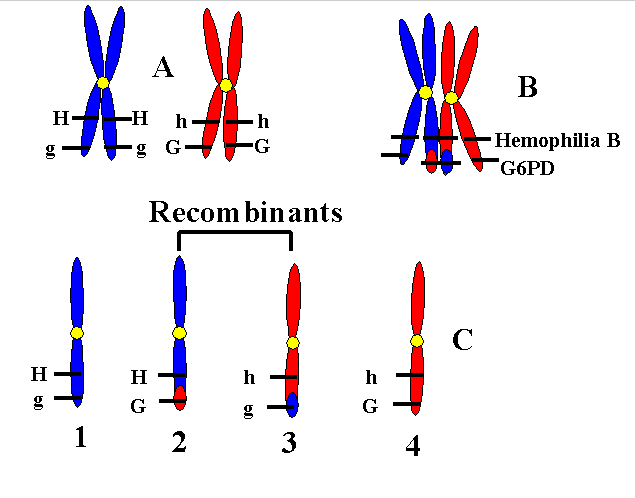 A
B
H H h h
g g G G
Hemophilia B
G6PD
Recombinants
C
H H h h
g G g G
1 2 3 4